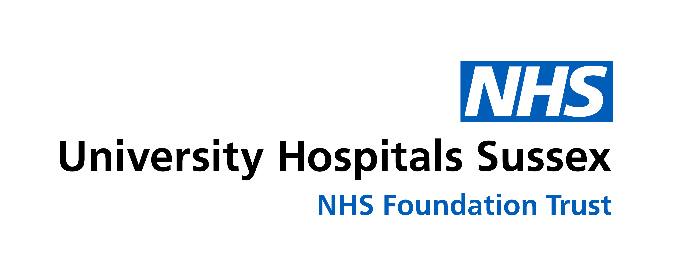 NHS
University Hospitals Sussex
NHS Foundation Trust